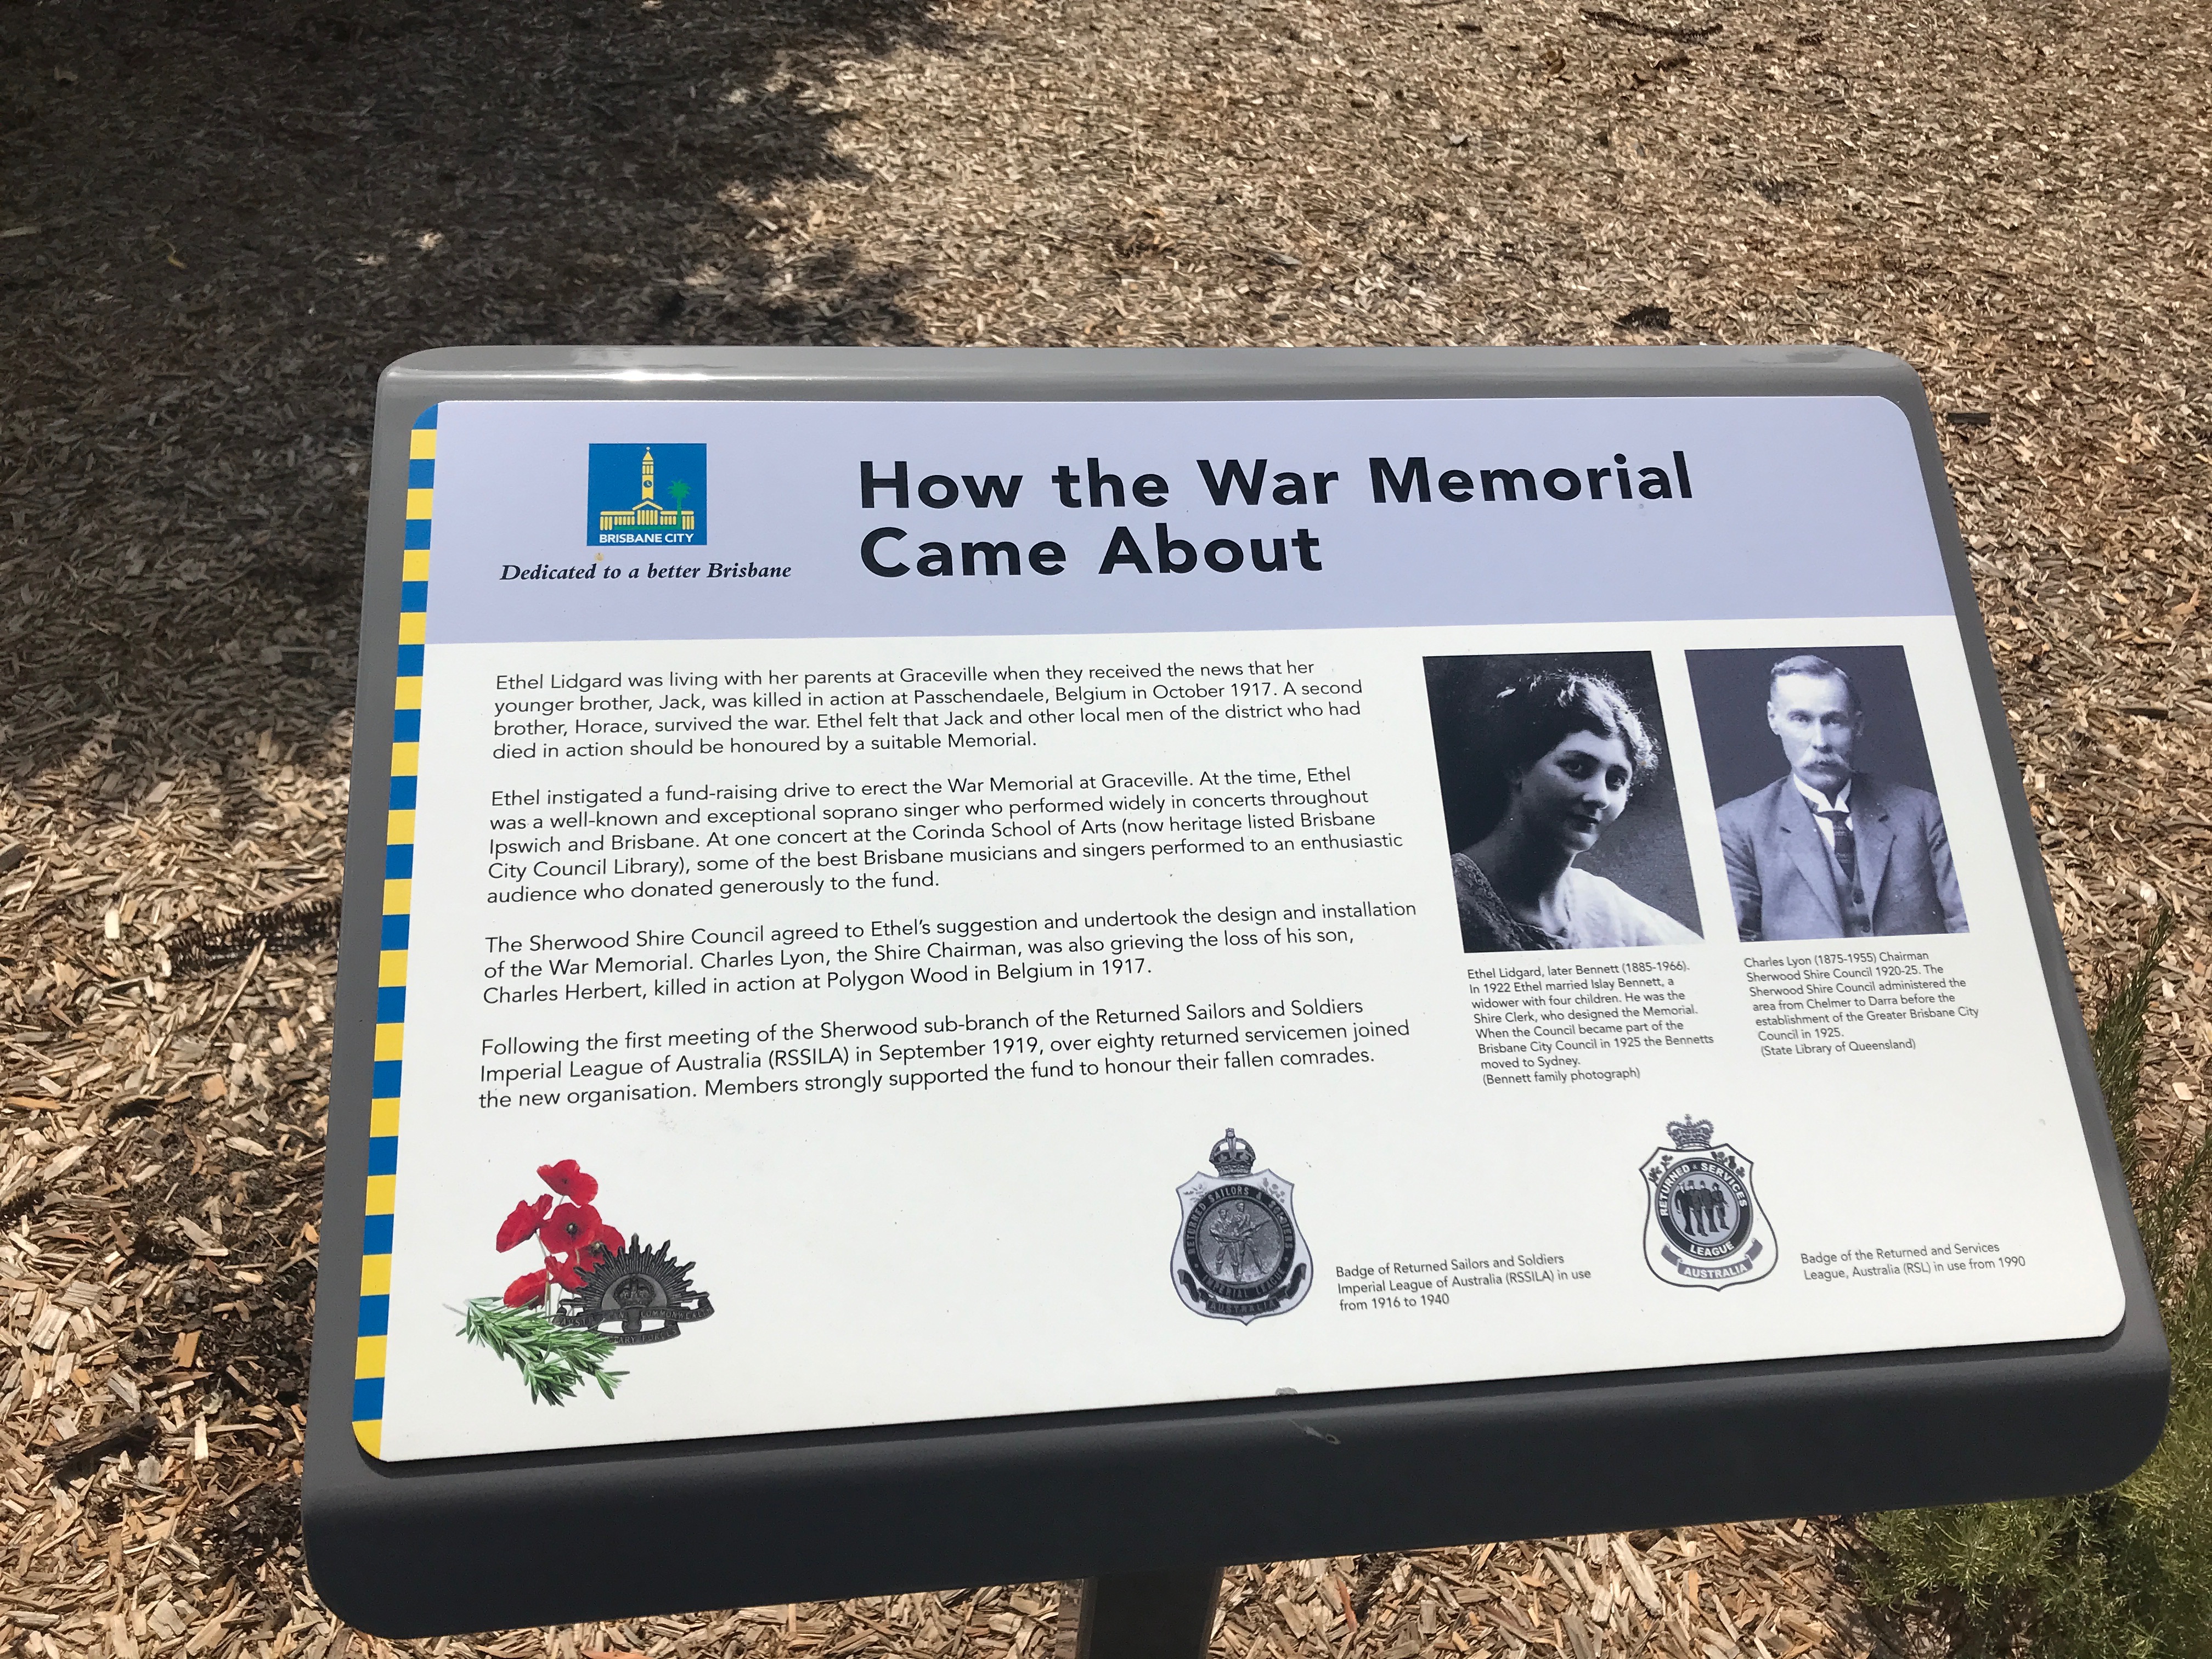 BRISBANE CITY
Dedicated to a better Brisbane
How the War Memorial
Came About
Ethel Lidgard was living with her parents at Graceville when they received the news that her
younger brother, Jack, was killed in action at Passchendaele, Belgium in October 1917. A second
brother, Horace, survived the war. Ethel felt that Jack and other local men of the district who had
died in action should be honoured by a suitable Memorial.
Ethel instigated a fund-raising drive to erect the War Memorial at Graceville. At the time, Ethel
was a well-known and exceptional soprano singer who performed widely in concerts throughout
Ipswich and Brisbane. At one concert at the Corinda School of Arts (now heritage listed Brisbane
City Council Library), some of the best Brisbane musicians and singers performed to an enthusiastic
audience who donated generously to the fund.
The Sherwood Shire Council agreed to Ethel's suggestion and undertook the design and installation
of the War Memorial. Charles Lyon, the Shire Chairman, was also grieving the loss of his son,
Charles Herbert, killed in action at Polygon Wood in Belgium in 1917.
Following the first meeting of the Sherwood sub-branch of the Returned Sailors and Soldiers
Imperial League of Australia (RSSILA) in September 1919, over eighty returned servicemen joined
the new organisation. Members strongly supported the fund to honour their fallen comrades.
Ethel Lidgard, later Bennett (1885-1966).
In 1922 Ethel married Islay Bennett, a
widower with four children. He was the
Shire Clerk, who designed the Memorial.
When the Council became part of the
Brisbane City Council in 1925 the Bennetts
moved to Sydney.
(Bennett family photograph)
Charles Lyon (1875-1955) Chairman
Sherwood Shire Council 1920-25. The
Sherwood Shire Council administered the
area from Chelmer to Darra before the
establishment of the Greater Brisbane City
Council in 1925.
(State Library of Queensland)
RETURNED SAILORS & SOLDIERS
IMPERIAL LEAGUE
AUSTRALIA
Badge of Returned Sailors and Soldiers
Imperial League of Australia (RSSILA) in use
from 1916 to 1940
RETURNED & SERVICES
LEAGUE
AUSTRALIA
Badge of the Returned and Services
League, Australia (RSL) in use from 1990